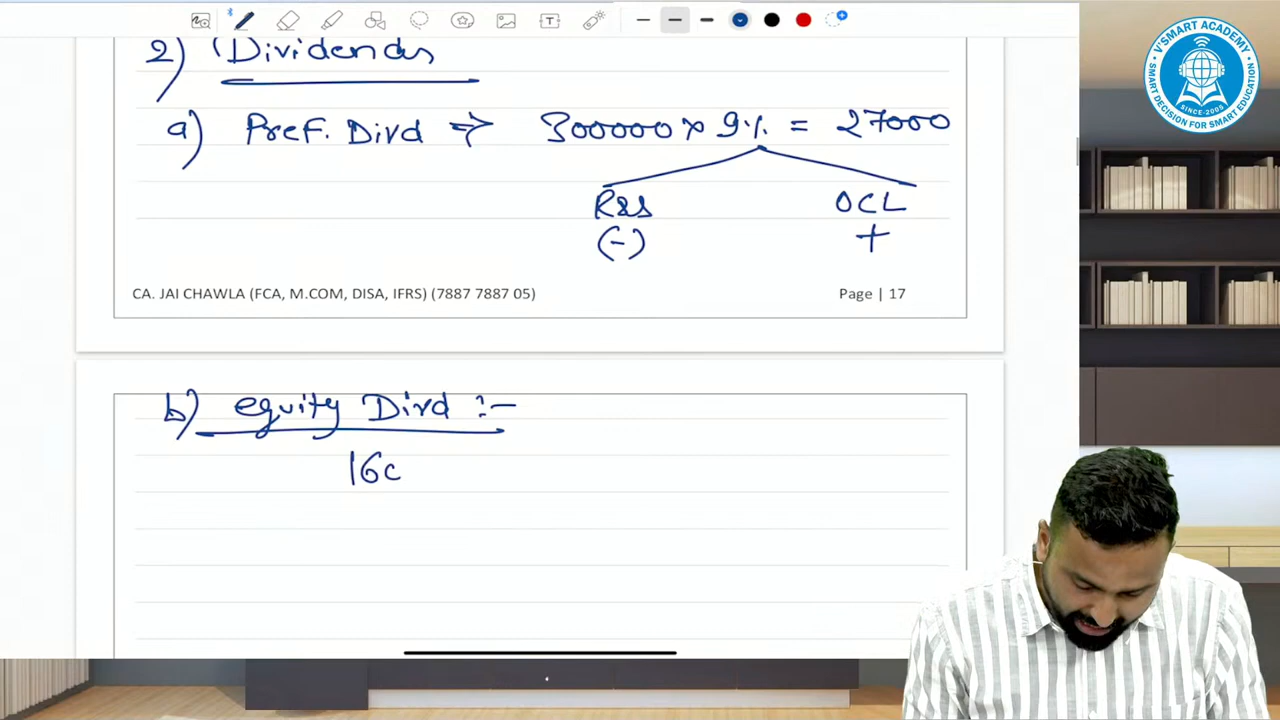 2) Dividends
a) Pref. Divd ⇒ 300000 x 9% = 27000
R&S OCL
(-) +
CA. JAI CHAWLA (FCA, M.COM, DISA, IFRS) (7887 7887 05) Page | 17
b) equity Divd :-
16c
V'SMART ACADEMY
SINCE-2005
SMART DECISION FOR SMART EDUCATION